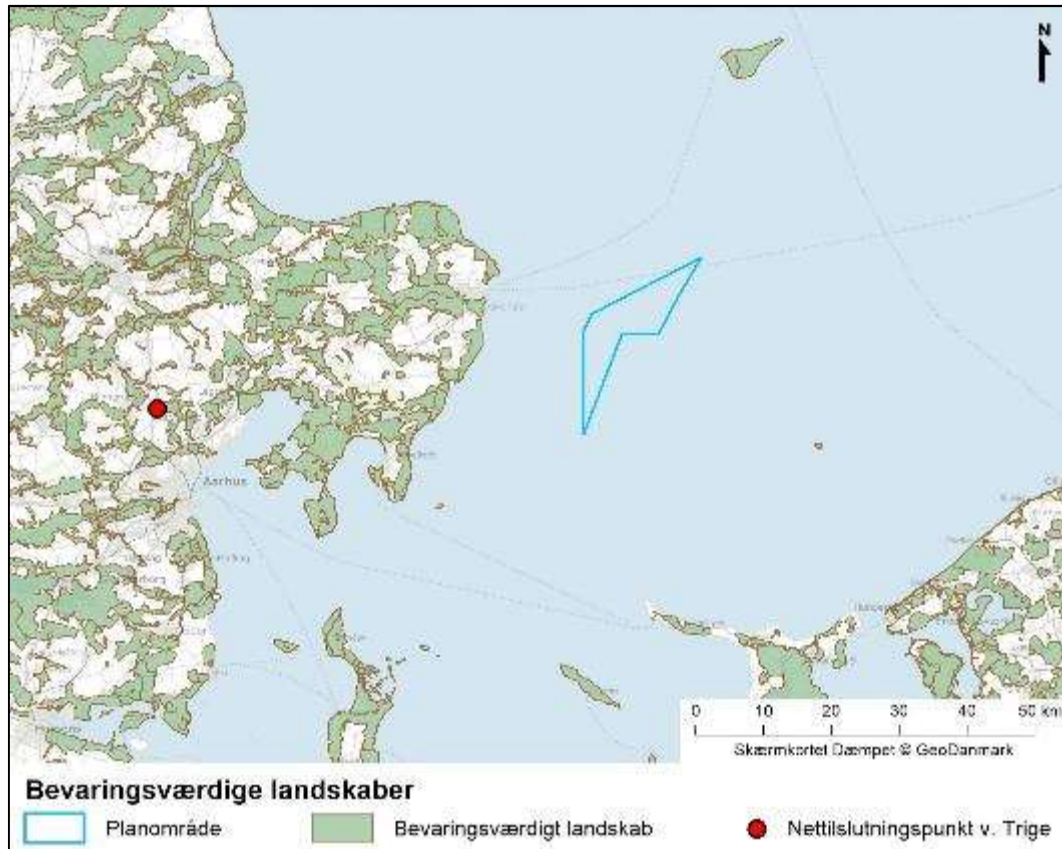 N
Aarhus
0 10 20 30 40 50 km
Skærmkortet Dæmpet © GeoDanmark
Bevaringsværdige landskaber
Planområde
Bevaringsværdigt landskab
Nettilslutningspunkt v. Trige